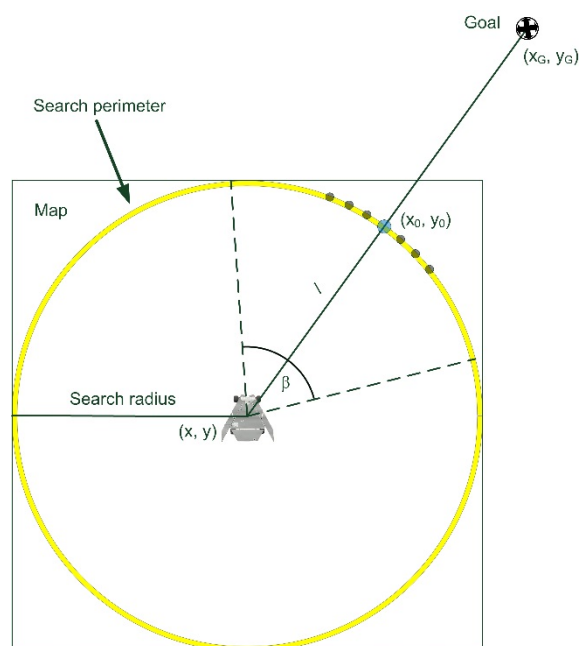 Goal
(xG, yG)
Search perimeter
Map
(x0, y0)
l
β
Search radius
(x, y)